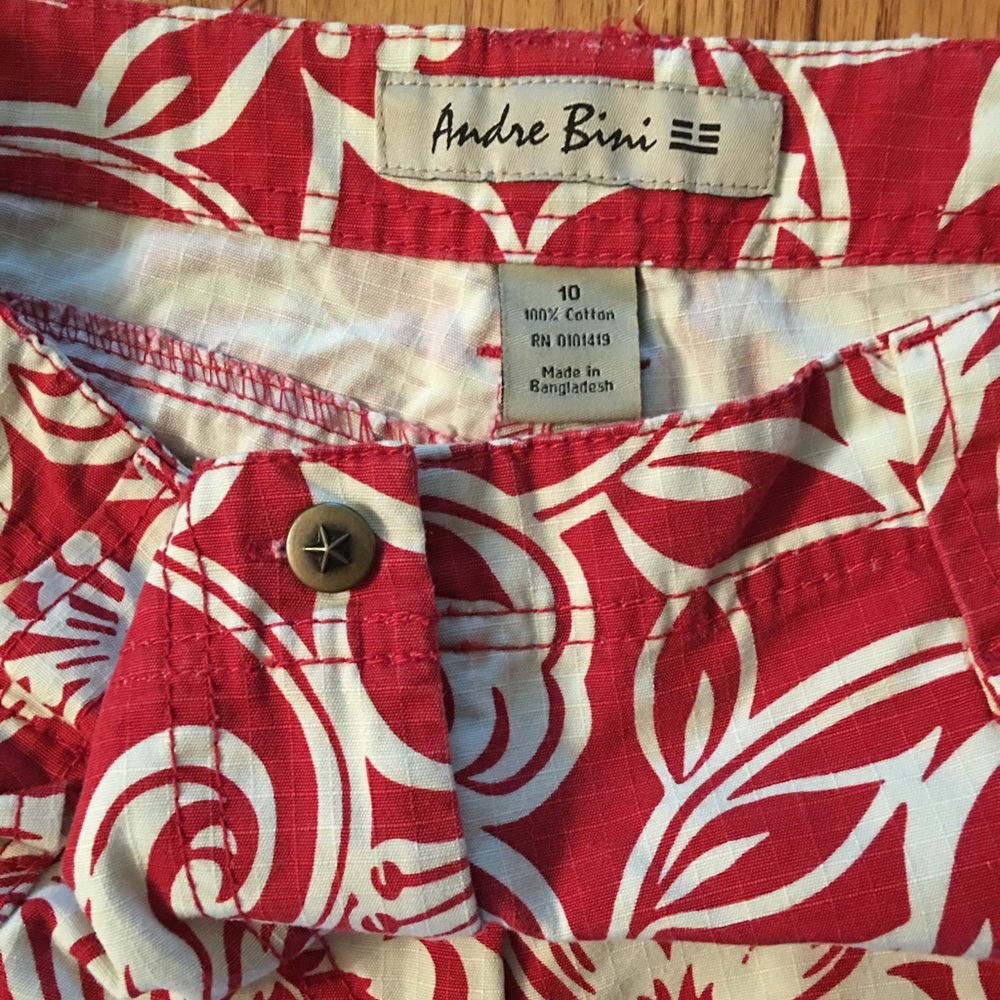 Andre Bini
10
100% Cotton
RN 0101419
Made in
Bangladesh